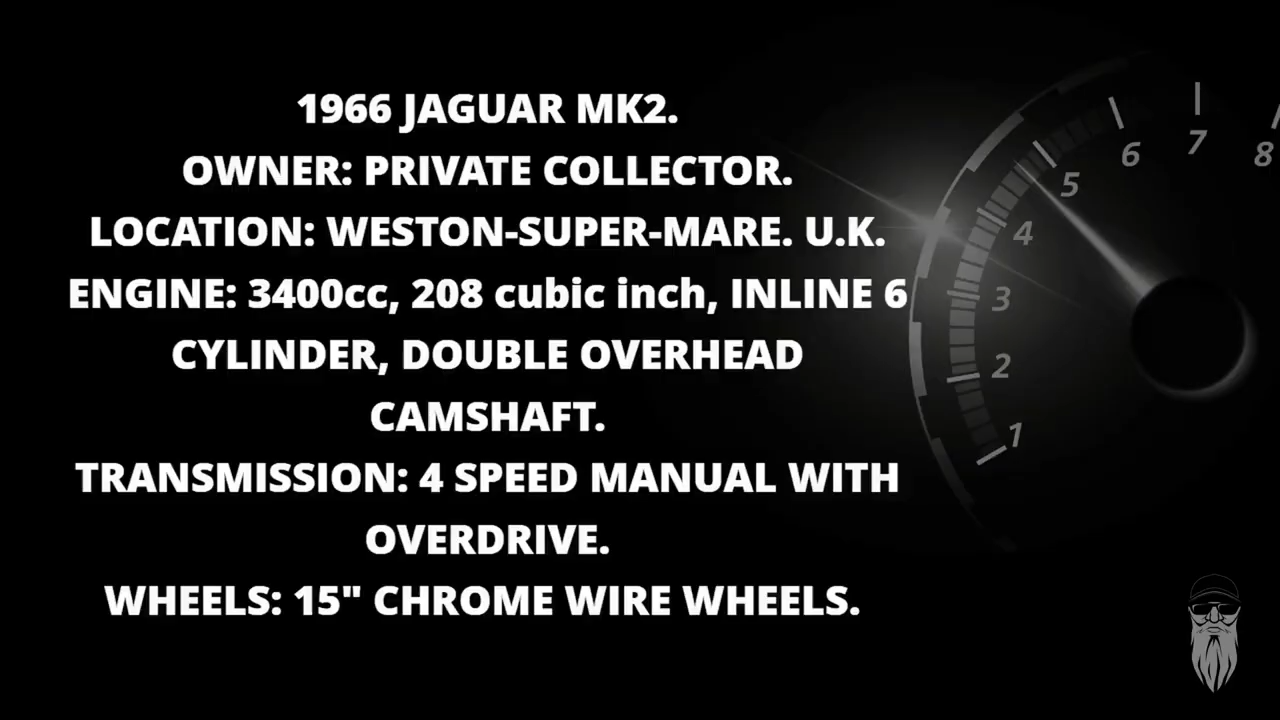 1966 JAGUAR MK2.
OWNER: PRIVATE COLLECTOR.
LOCATION: WESTON-SUPER-MARE. U.K.
ENGINE: 3400cc, 208 cubic inch, INLINE 6
CYLINDER, DOUBLE OVERHEAD
CAMSHAFT.
TRANSMISSION: 4 SPEED MANUAL WITH
OVERDRIVE.
WHEELS: 15" CHROME WIRE WHEELS.
1
2
3
4
5
6
7
8